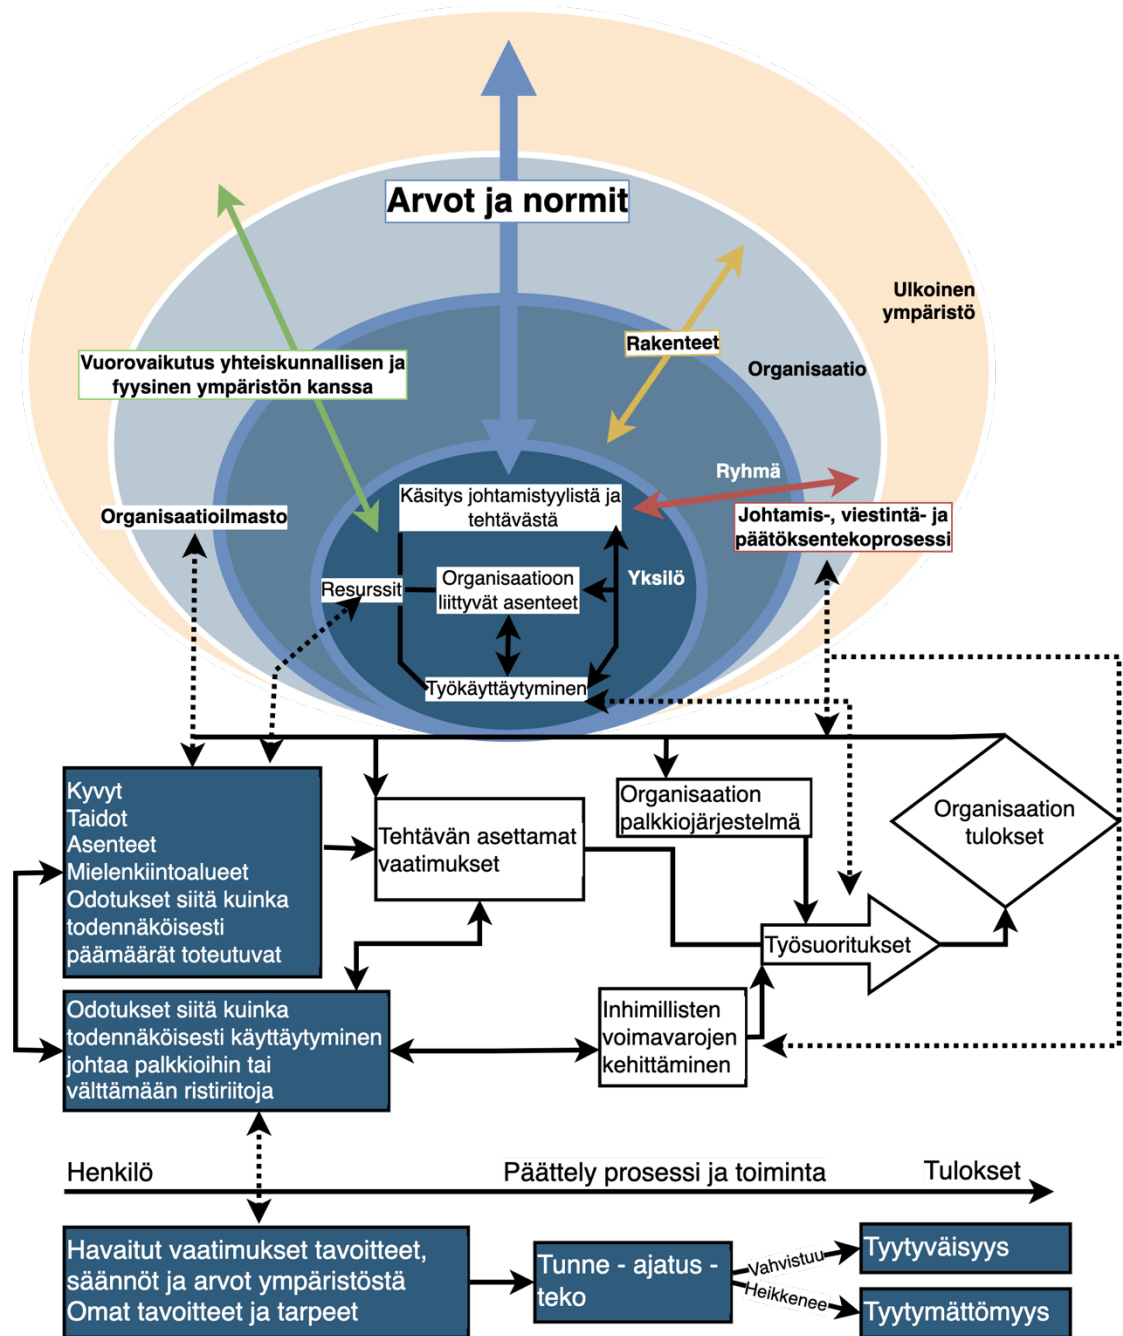 Arvot ja normit
Ulkoinen
ympäristö
Rakenteet
Vuorovaikutus yhteiskunnallisen ja
fyysinen ympäristön kanssa
Organisaatio
Ryhmä
Käsitys johtamistyylistä ja
tehtävästä
Organisaatioilmasto
Johtamis-, viestintä- ja
päätöksentekoprosessi
Resurssit
Organisaatioon
liittyvät asenteet
Yksilö
Työkäyttäytyminen
Kyvyt
Taidot
Asenteet
Mielenkiintoalueet
Odotukset siitä kuinka
todennäköisesti
päämäärät toteutuvat
Tehtävän asettamat
vaatimukset
Organisaation
palkkiojärjestelmä
Organisaation
tulokset
Työsuoritukset
Odotukset siitä kuinka
todennäköisesti käyttäytyminen
johtaa palkkioihin tai
välttämään ristiriitoja
Inhimillisten
voimavarojen
kehittäminen
Henkilö
Päättely prosessi ja toiminta
Tulokset
Havaitut vaatimukset tavoitteet,
säännöt ja arvot ympäristöstä
Omat tavoitteet ja tarpeet
Tunne - ajatus -
teko
Vahvistuu
Heikkenee
Tyytyväisyys
Tyytymättömyys